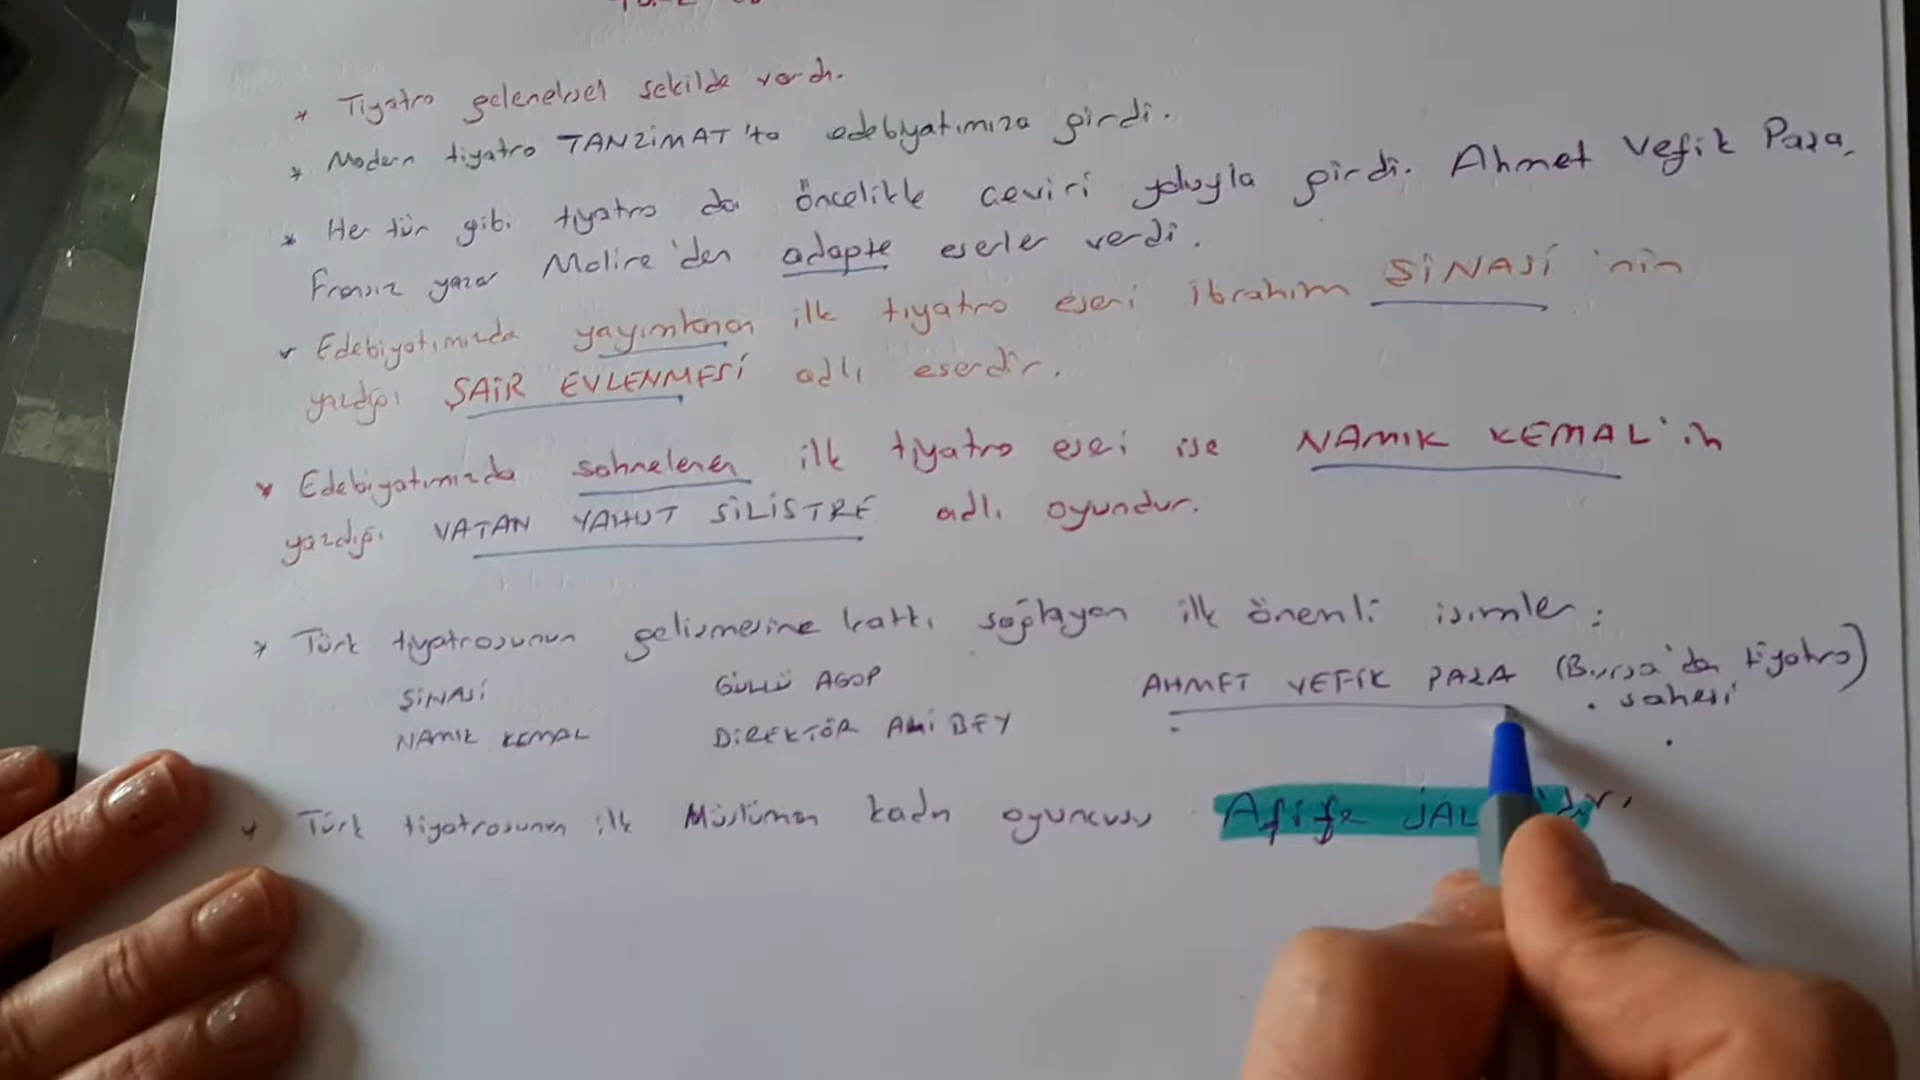 * Tiyatro geleneksel şekilde vardı.
* Modern tiyatro TANZİMAT'ta edebiyatımıza girdi.
* Her tür gibi tiyatro da öncelikle çeviri yoluyla girdi. Ahmet Vefik Paşa,
Fransız yazar Molire'den adapte eserler verdi.
* Edebiyatımızda yayımlanan ilk tiyatro eseri İbrahim ŞİNASİ'nin
yazdığı ŞAİR EVLENMESİ adlı eserdir.
* Edebiyatımızda sahnelenen ilk tiyatro eseri ise NAMIK KEMAL'in
yazdığı VATAN YAHUT SİLİSTRE adlı oyundur.
* Türk tiyatrosunun gelişmesine katkı sağlayan ilk önemli isimler:
ŞİNASİ GÜLLÜ AGOP AHMET VEFİK PAŞA (Bursa'da tiyatro)
sahnesi
NAMIK KEMAL DİREKTÖR ALİ BEY
* Türk tiyatrosunun ilk Müslüman kadın oyuncusu Afife JAL